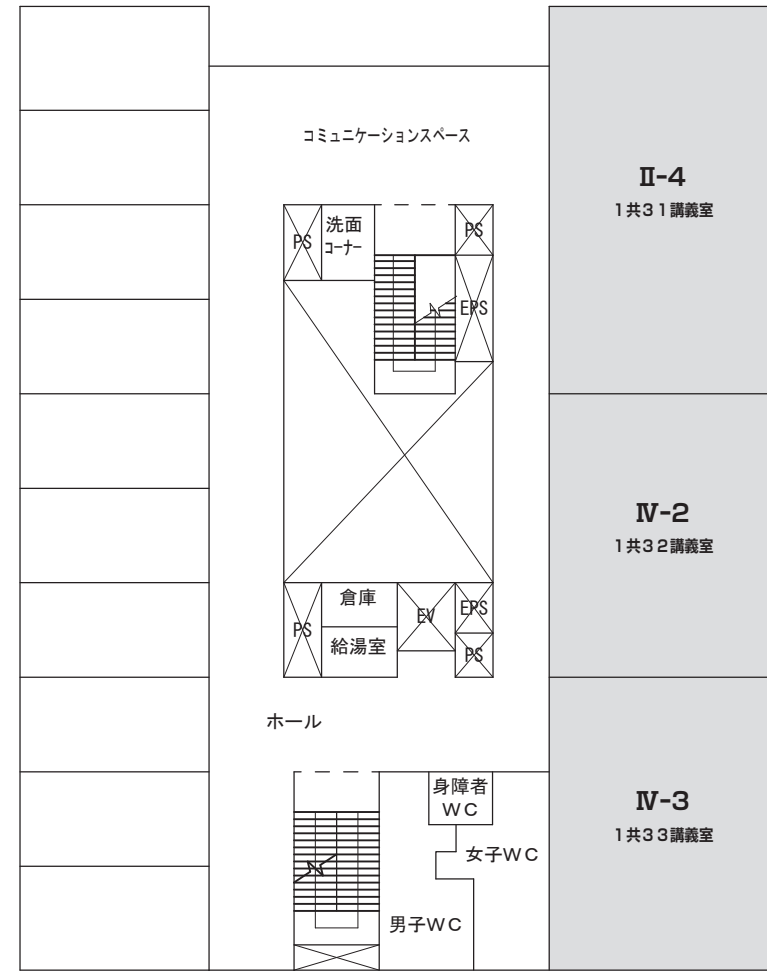 コミュニケーションスペース
Ⅱ-4
1共31講義室
PS
洗面
コーナー
PS
EPS
Ⅳ-2
1共32講義室
倉庫
EV
EPS
PS
給湯室
PS
ホール
身障者
WC
Ⅳ-3
1共33講義室
女子WC
男子WC